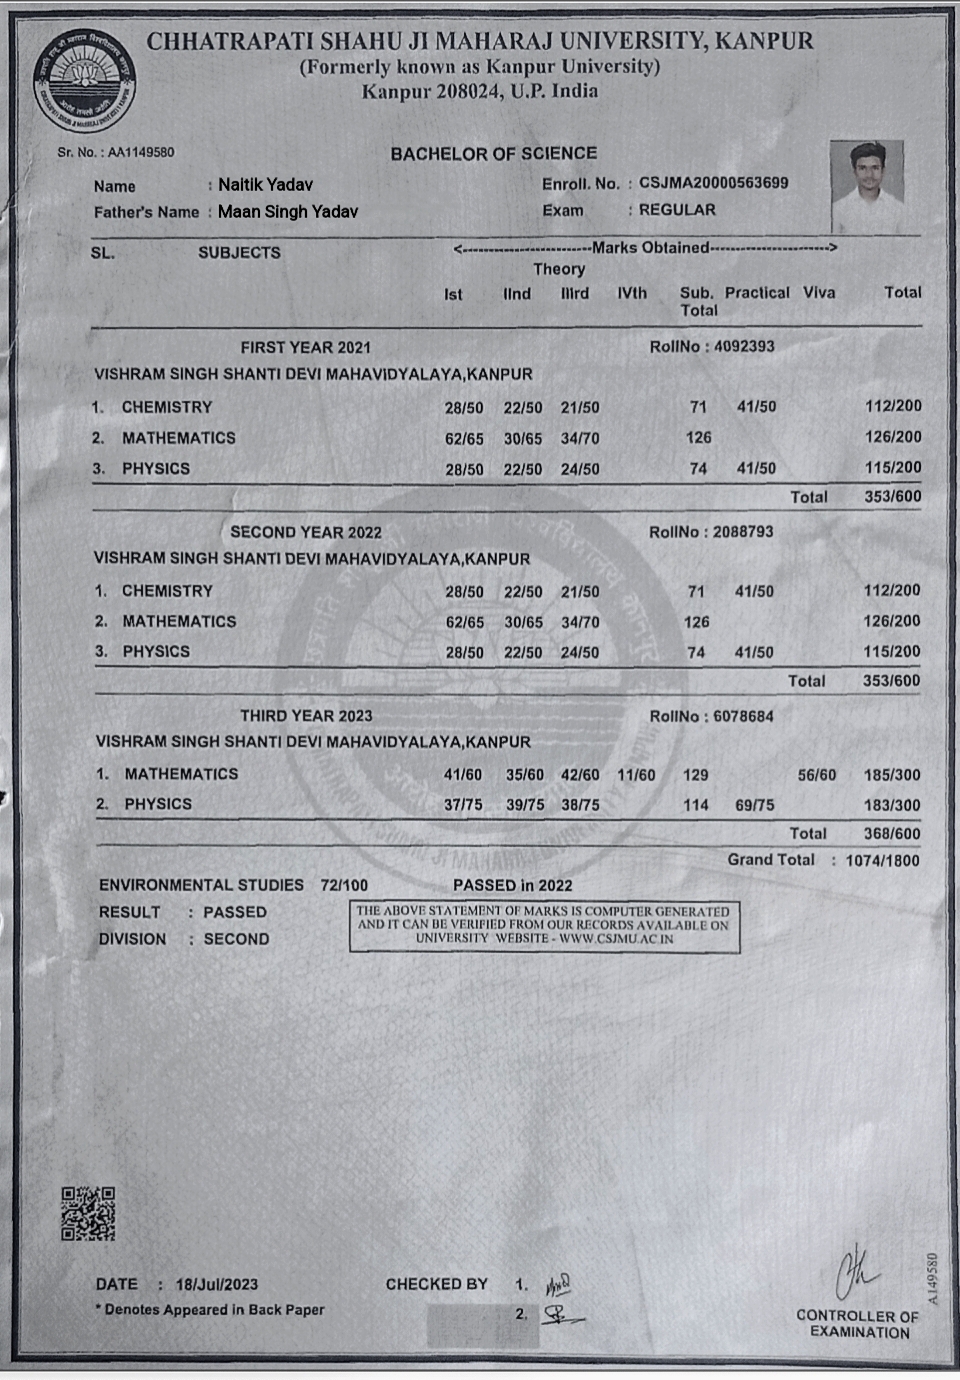 CHHATRAPATI SHAHU JI MAHARAJ UNIVERSITY, KANPUR
(Formerly known as Kanpur University)
Kanpur 208024, U.P. India
Sr. No. : AA1149580
BACHELOR OF SCIENCE
Name : Naitik Yadav Enroll. No. : CSJMA20000563699
Father's Name : Maan Singh Yadav Exam : REGULAR
SL. SUBJECTS <------------------------Marks Obtained---------------------->
Theory
Ist IInd IIIrd IVth Sub. Total Practical Viva Total
FIRST YEAR 2021 RollNo : 4092393
VISHRAM SINGH SHANTI DEVI MAHAVIDYALAYA,KANPUR
1. CHEMISTRY 28/50 22/50 21/50 71 41/50 112/200
2. MATHEMATICS 62/65 30/65 34/70 126 126/200
3. PHYSICS 28/50 22/50 24/50 74 41/50 115/200
Total 353/600
SECOND YEAR 2022 RollNo : 2088793
VISHRAM SINGH SHANTI DEVI MAHAVIDYALAYA,KANPUR
1. CHEMISTRY 28/50 22/50 21/50 71 41/50 112/200
2. MATHEMATICS 62/65 30/65 34/70 126 126/200
3. PHYSICS 28/50 22/50 24/50 74 41/50 115/200
Total 353/600
THIRD YEAR 2023 RollNo : 6078684
VISHRAM SINGH SHANTI DEVI MAHAVIDYALAYA,KANPUR
1. MATHEMATICS 41/60 35/60 42/60 11/60 129 56/60 185/300
2. PHYSICS 37/75 39/75 38/75 114 69/75 183/300
Total 368/600
Grand Total : 1074/1800
ENVIRONMENTAL STUDIES 72/100 PASSED in 2022
RESULT : PASSED
DIVISION : SECOND
THE ABOVE STATEMENT OF MARKS IS COMPUTER GENERATED
AND IT CAN BE VERIFIED FROM OUR RECORDS AVAILABLE ON
UNIVERSITY WEBSITE - WWW.CSJMU.AC.IN
DATE : 18/Jul/2023 CHECKED BY 1.
* Denotes Appeared in Back Paper 2.
CONTROLLER OF
EXAMINATION
A149580